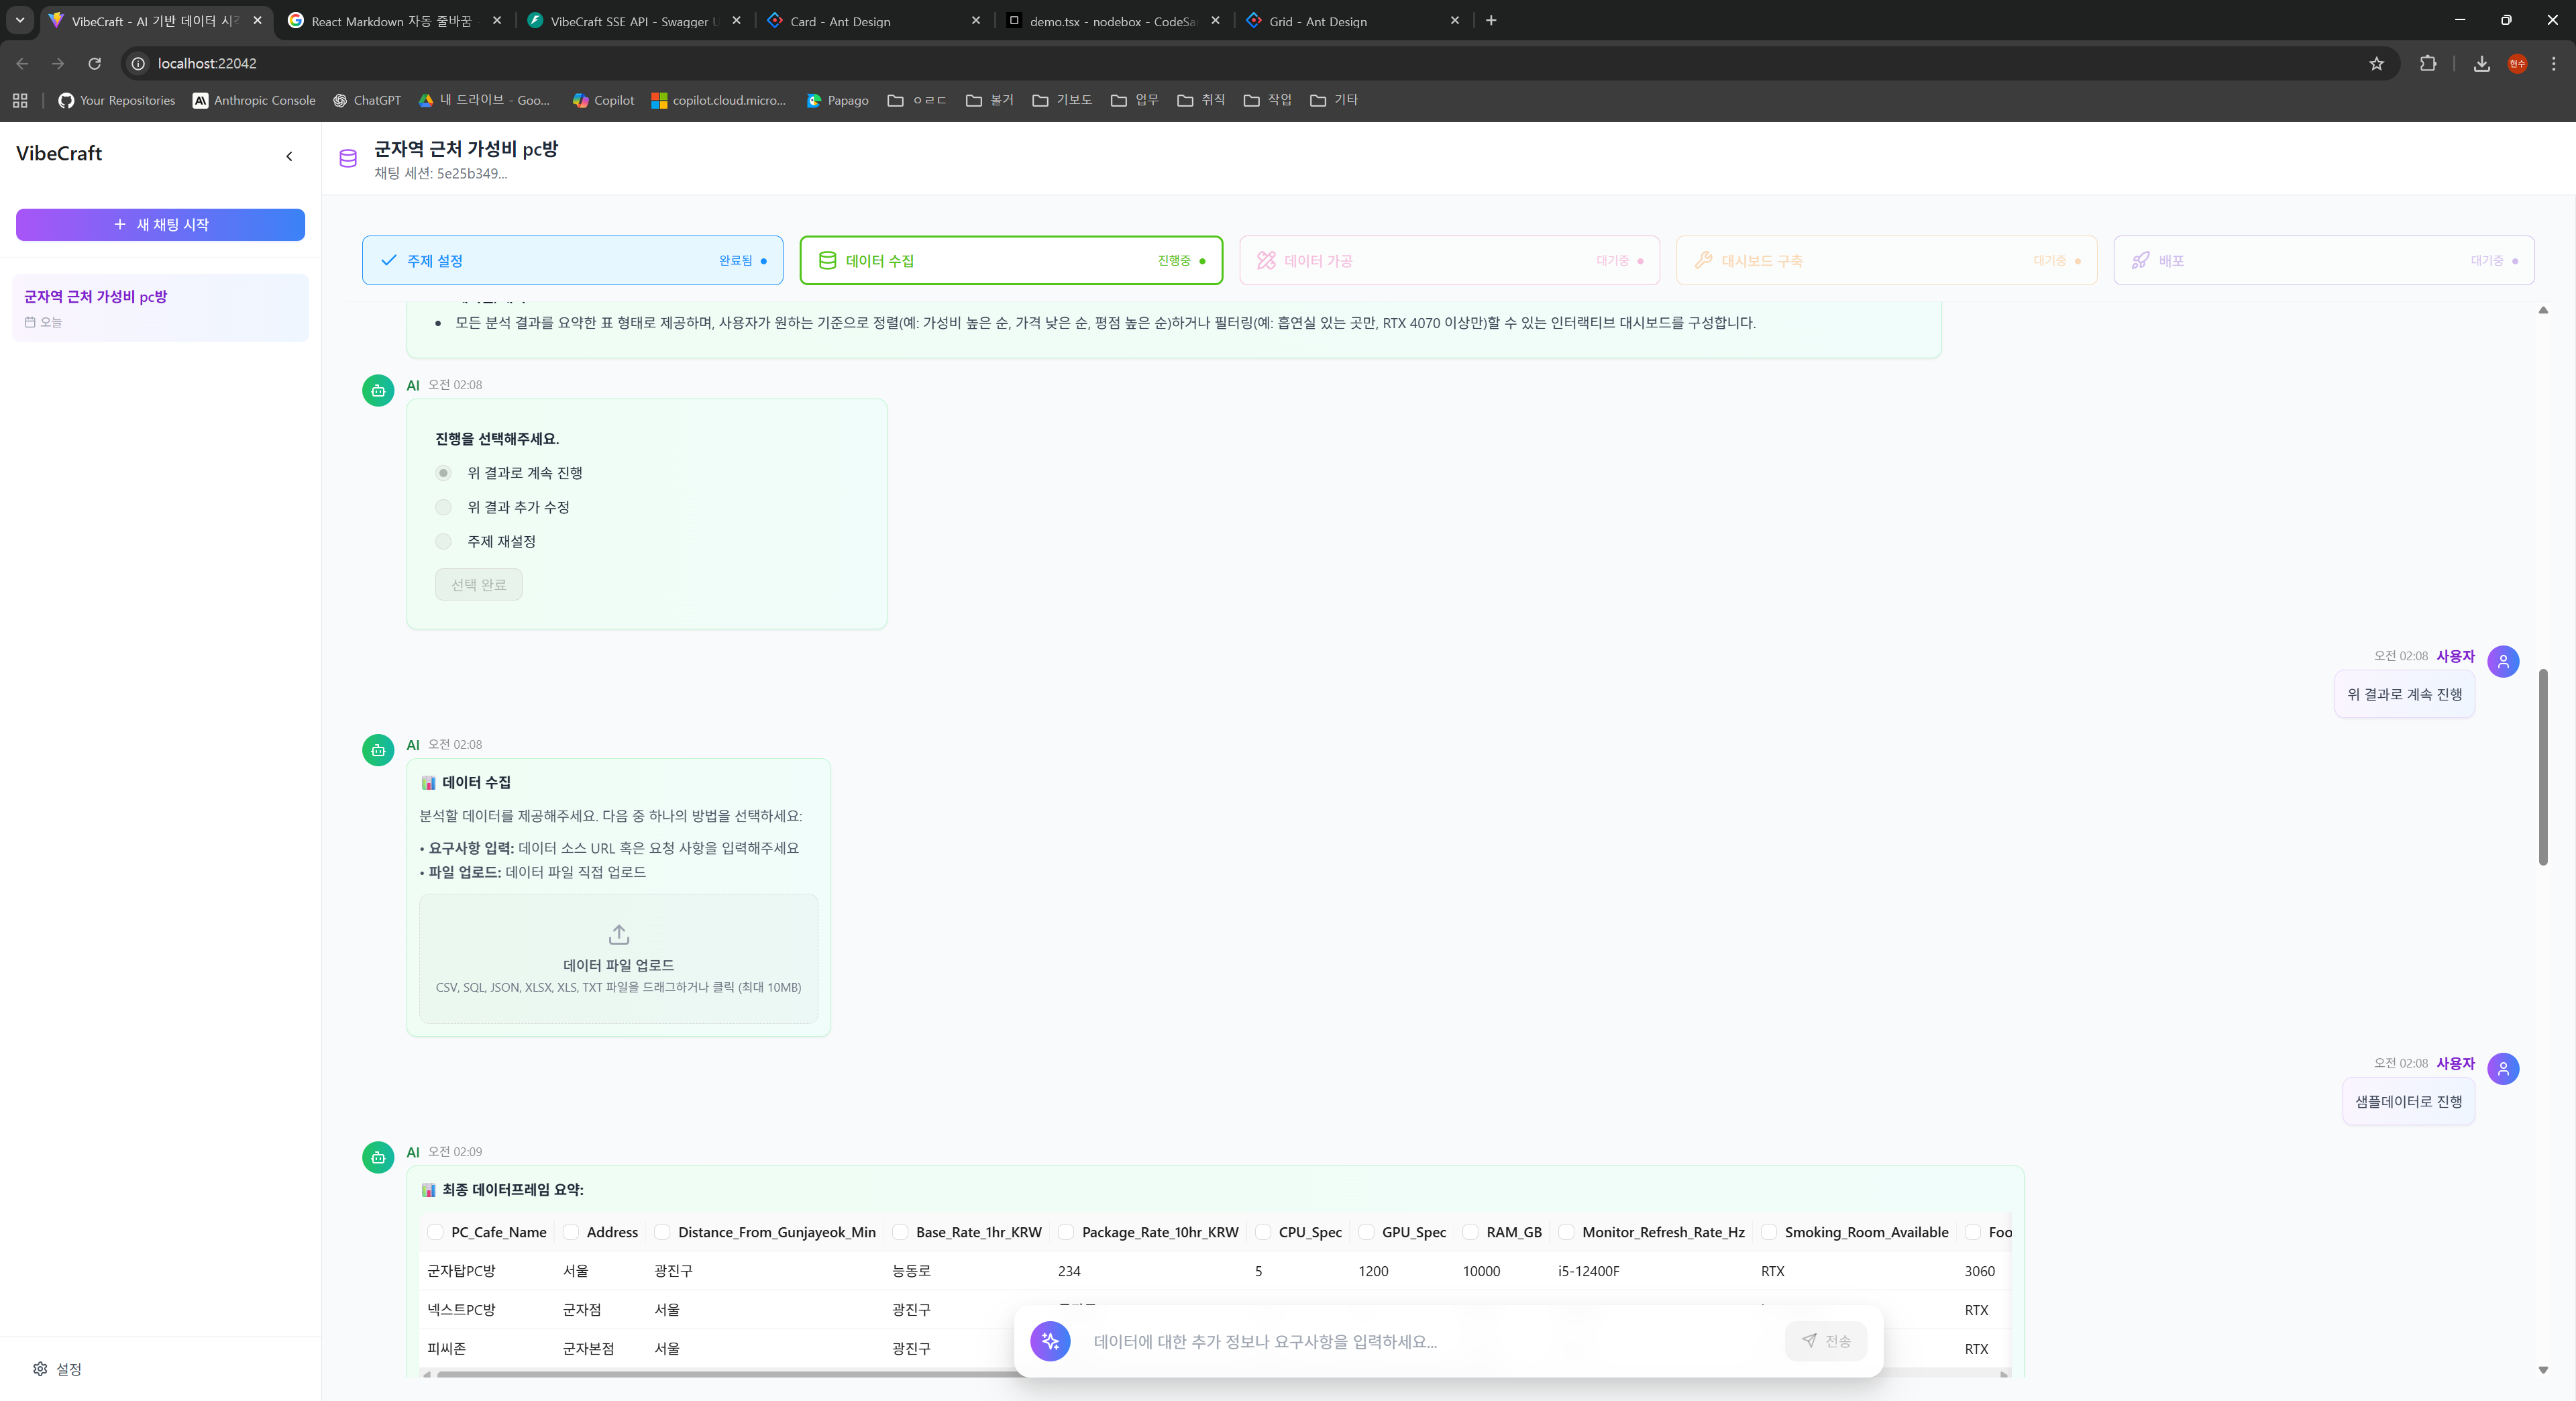 VibeCraft - AI 기반 데이터 시각
React Markdown 자동 줄바꿈
VibeCraft SSE API - Swagger U
Card - Ant Design
demo.tsx - nodebox - CodeSa
Grid - Ant Design
localhost:22042
현수
Your Repositories
Anthropic Console
ChatGPT
내 드라이브 - Goo...
Copilot
copilot.cloud.micro...
Papago
ㅇㄹㄷ
볼거
기보도
업무
취직
작업
기타
VibeCraft
군자역 근처 가성비 pc방
채팅 세션: 5e25b349...
+ 새 채팅 시작
군자역 근처 가성비 pc방
오늘
주제 설정 완료됨
데이터 수집 진행중
데이터 가공 대기중
대시보드 구축 대기중
배포 대기중
• 모든 분석 결과를 요약한 표 형태로 제공하며, 사용자가 원하는 기준으로 정렬(예: 가성비 높은 순, 가격 낮은 순, 평점 높은 순)하거나 필터링(예: 흡연실 있는 곳만, RTX 4070 이상만)할 수 있는 인터랙티브 대시보드를 구성합니다.
AI 오전 02:08
진행을 선택해주세요.
위 결과로 계속 진행
위 결과 추가 수정
주제 재설정
선택 완료
오전 02:08 사용자
위 결과로 계속 진행
AI 오전 02:08
데이터 수집
분석할 데이터를 제공해주세요. 다음 중 하나의 방법을 선택하세요:
• 요구사항 입력: 데이터 소스 URL 혹은 요청 사항을 입력해주세요
• 파일 업로드: 데이터 파일 직접 업로드
데이터 파일 업로드
CSV, SQL, JSON, XLSX, XLS, TXT 파일을 드래그하거나 클릭 (최대 10MB)
오전 02:08 사용자
샘플데이터로 진행
AI 오전 02:09
최종 데이터프레임 요약:
PC_Cafe_Name Address Distance_From_Gunjayeok_Min Base_Rate_1hr_KRW Package_Rate_10hr_KRW CPU_Spec GPU_Spec RAM_GB Monitor_Refresh_Rate_Hz Smoking_Room_Available Foo
군자탑PC방 서울 광진구 능동로 234 5 1200 10000 i5-12400F RTX 3060
넥스트PC방 군자점 서울 광진구 RTX
피씨존 군자본점 서울 광진구 RTX
데이터에 대한 추가 정보나 요구사항을 입력하세요...
전송
설정